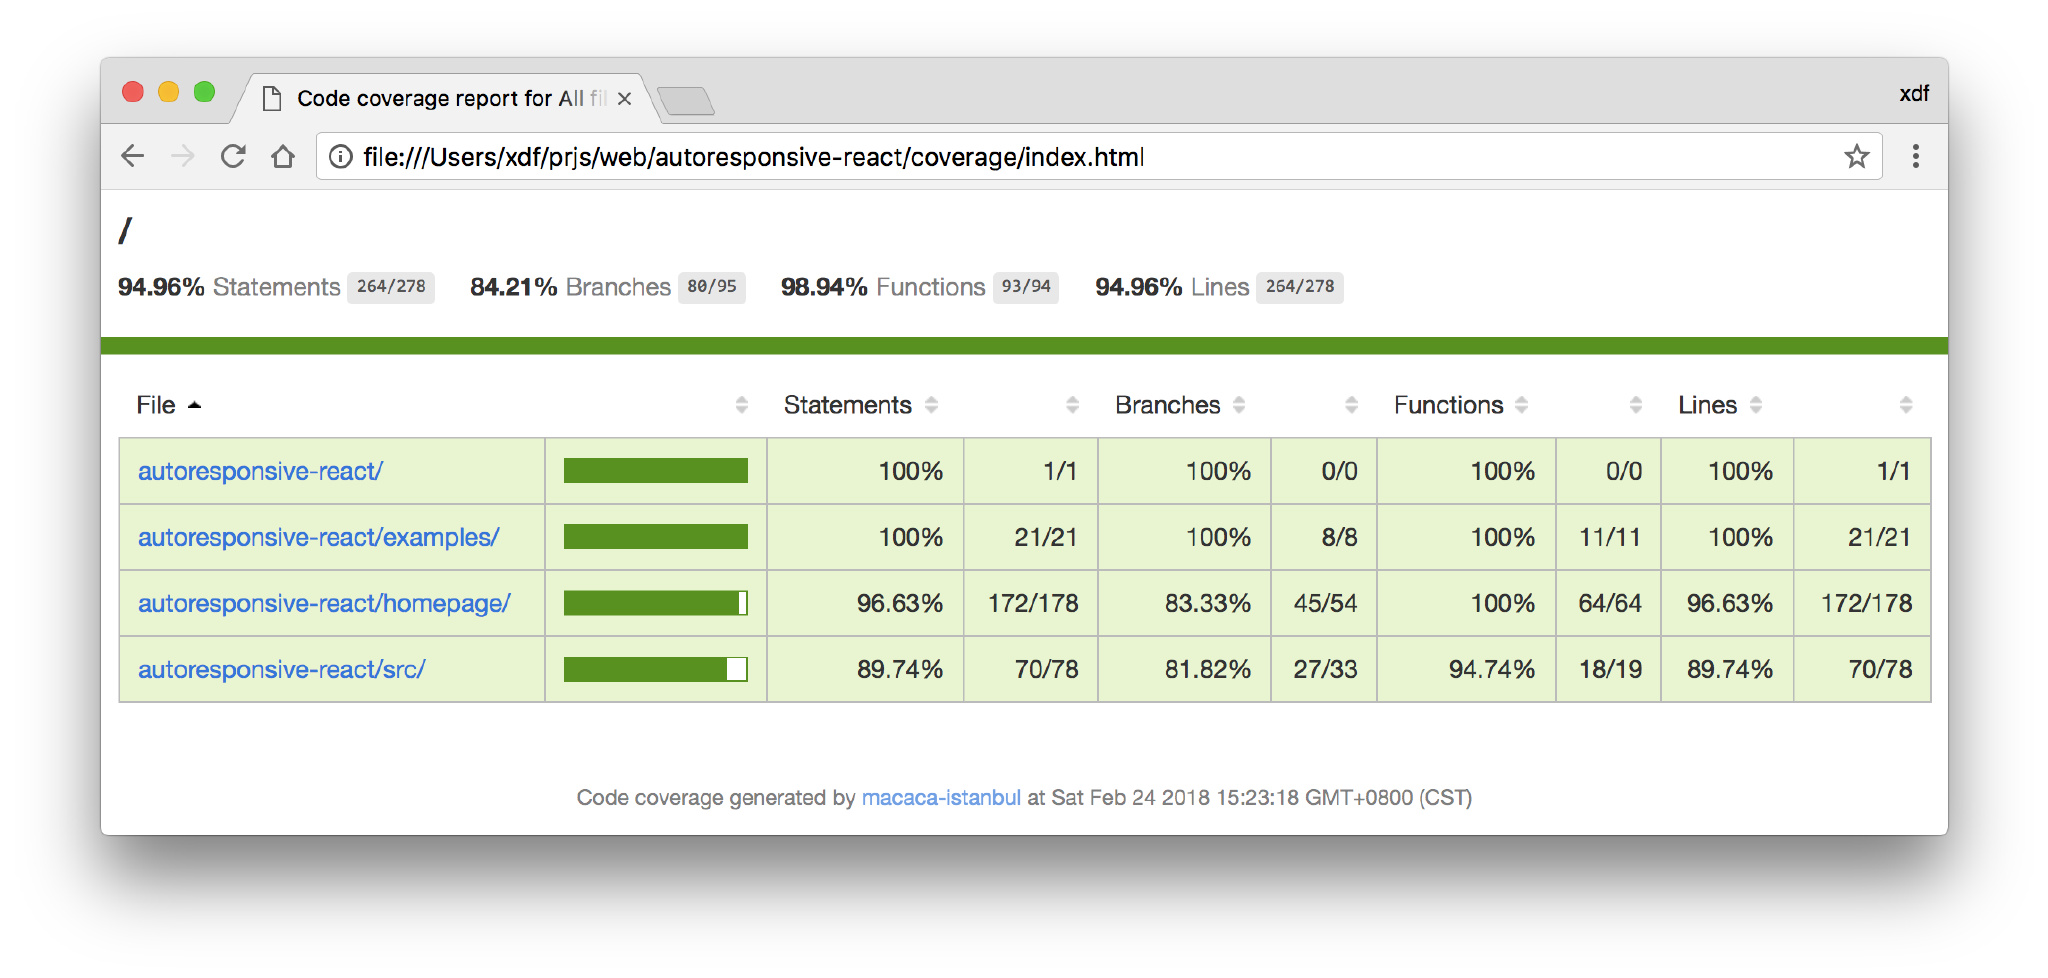 Code coverage report for All fil
xdf
file:///Users/xdf/prjs/web/autoresponsive-react/coverage/index.html
/
94.96% Statements 264/278 84.21% Branches 80/95 98.94% Functions 93/94 94.96% Lines 264/278
File Statements Branches Functions Lines
autoresponsive-react/ 100% 1/1 100% 0/0 100% 0/0 100% 1/1
autoresponsive-react/examples/ 100% 21/21 100% 8/8 100% 11/11 100% 21/21
autoresponsive-react/homepage/ 96.63% 172/178 83.33% 45/54 100% 64/64 96.63% 172/178
autoresponsive-react/src/ 89.74% 70/78 81.82% 27/33 94.74% 18/19 89.74% 70/78
Code coverage generated by macaca-istanbul at Sat Feb 24 2018 15:23:18 GMT+0800 (CST)